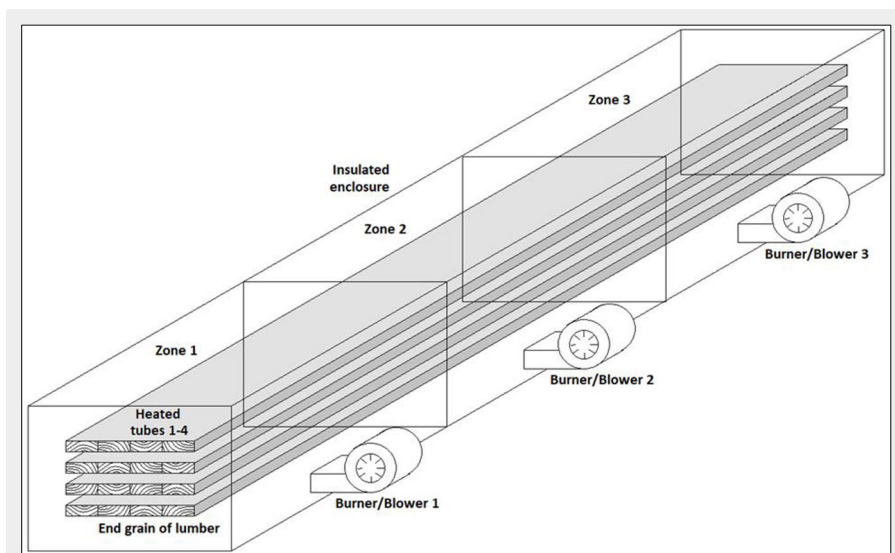 Zone 3
Insulated
enclosure
Zone 2
Burner/Blower 3
Zone 1
Burner/Blower 2
Heated
tubes 1-4
Burner/Blower 1
End grain of lumber